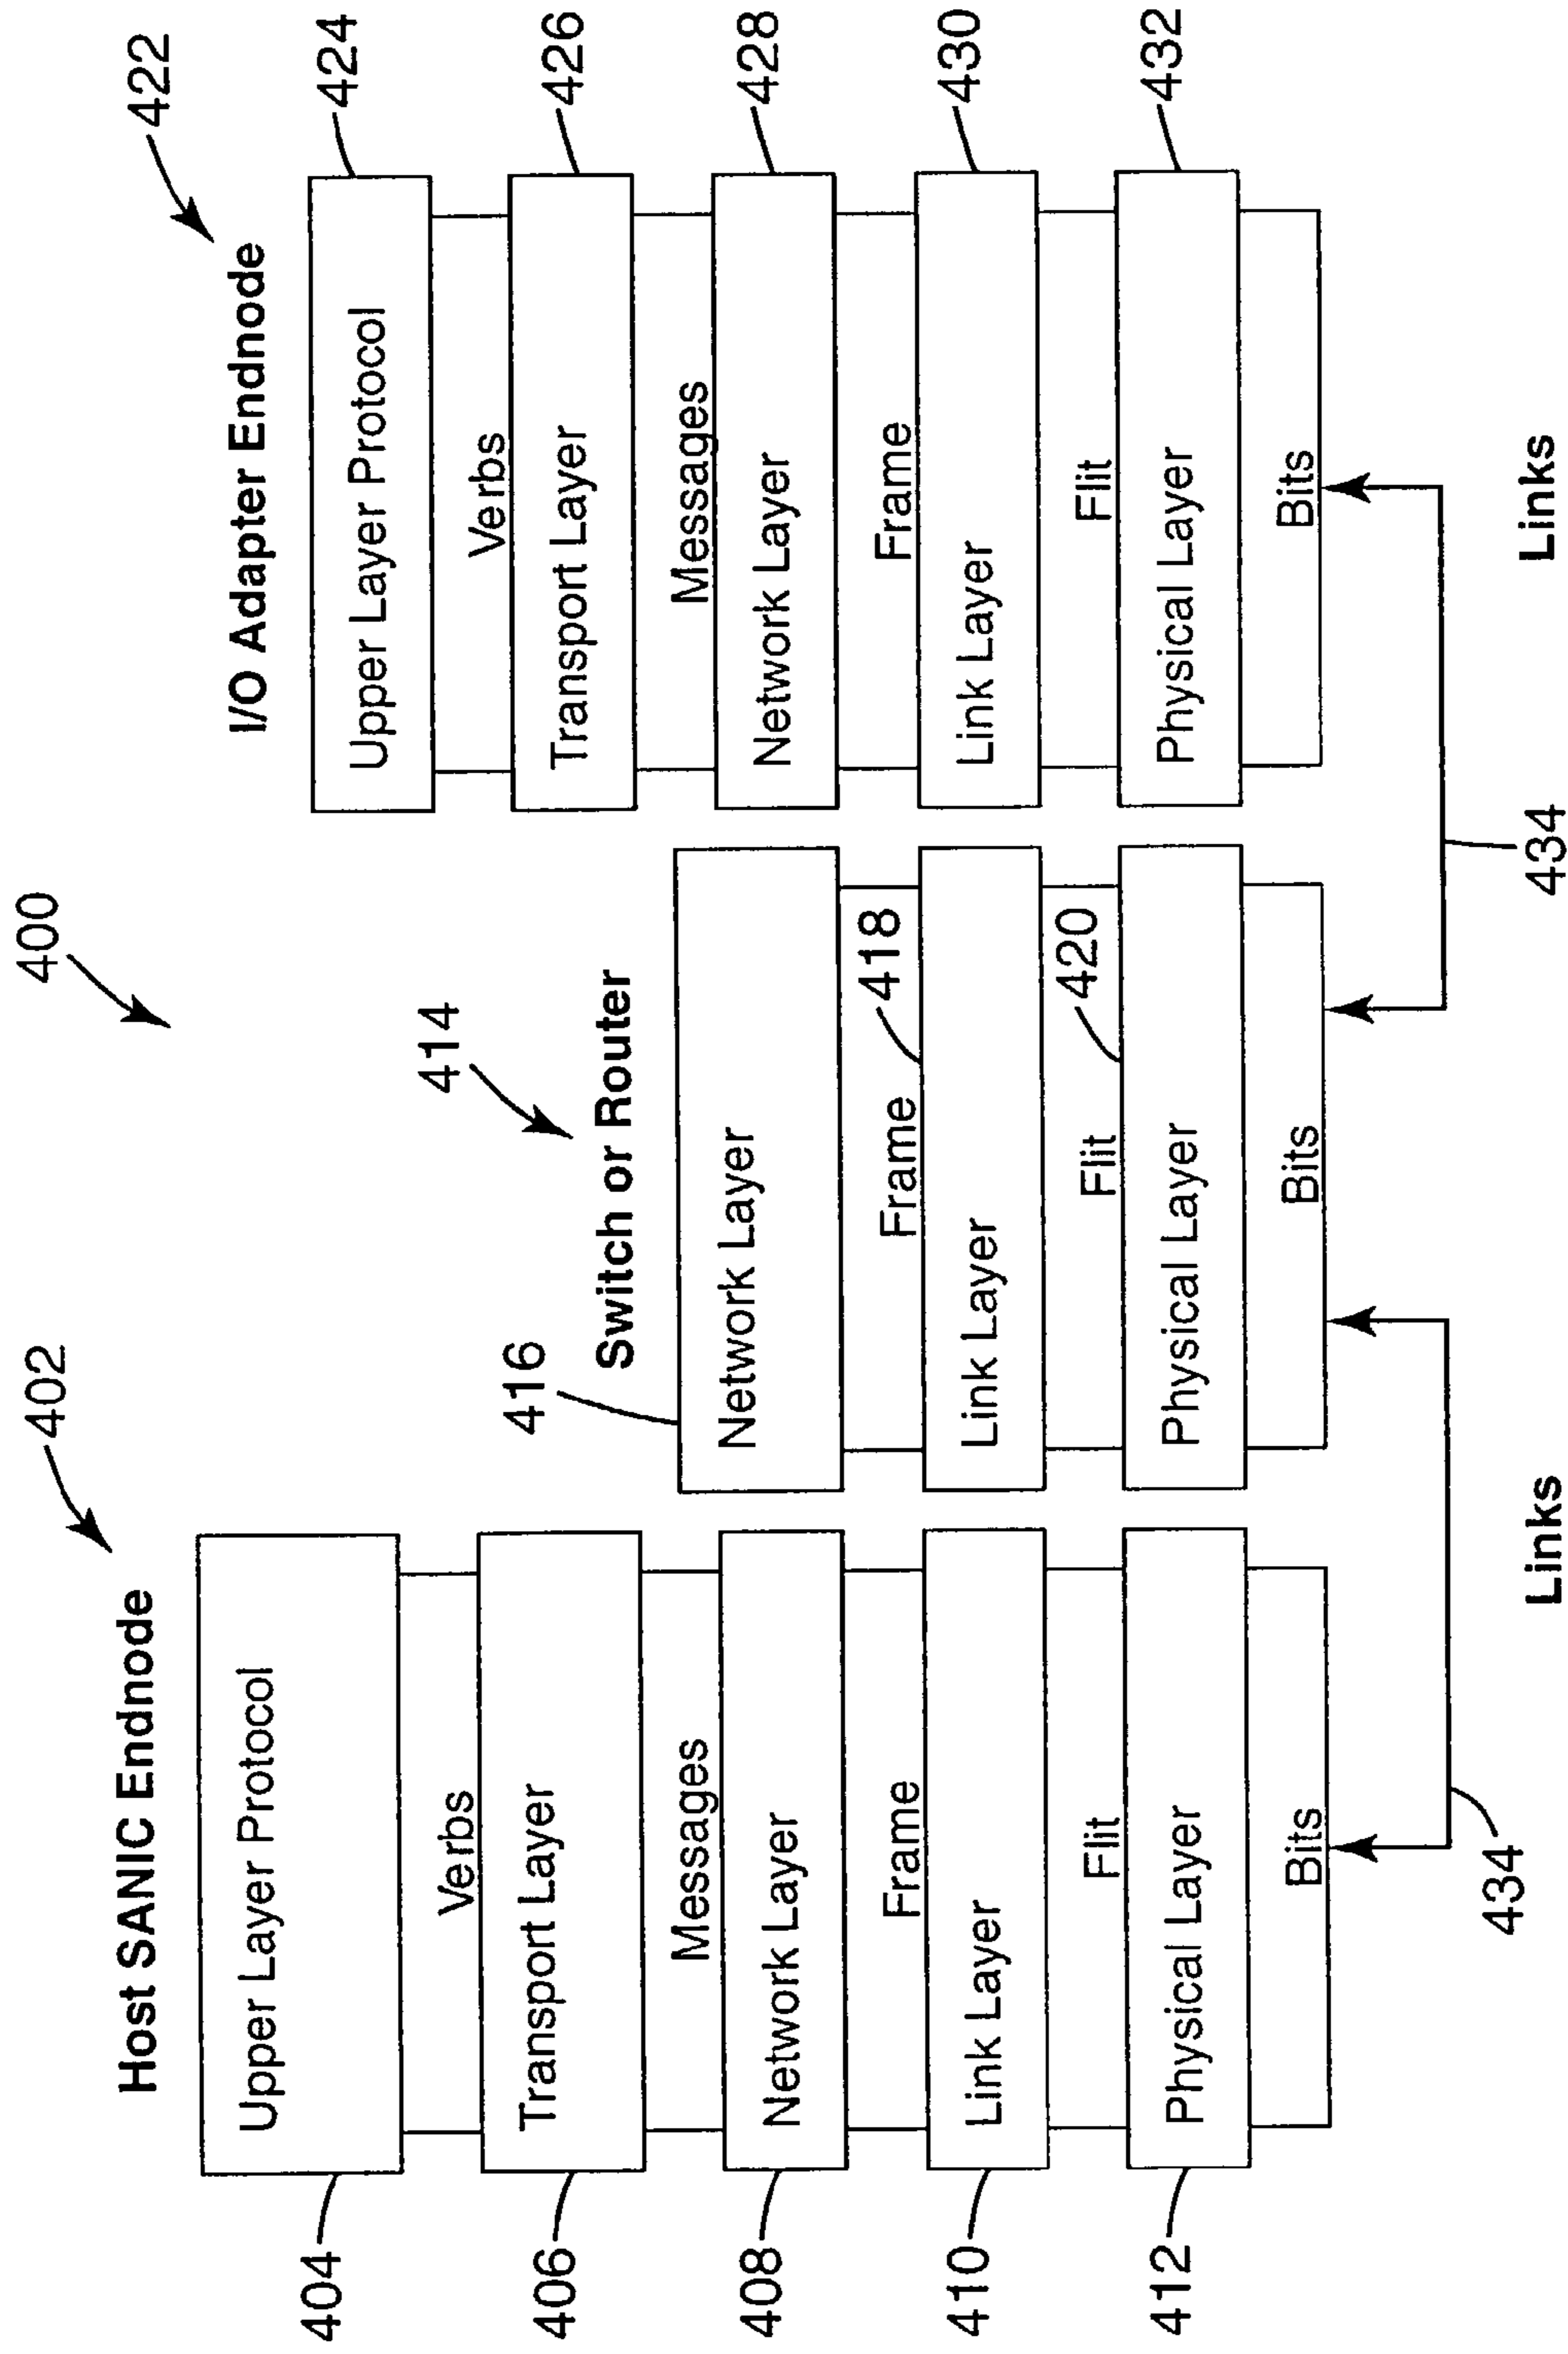 400
402
Host SANIC Endnode
404
Upper Layer Protocol
Verbs
406
Transport Layer
Messages
408
Network Layer
Frame
410
Link Layer
Flit
412
Physical Layer
Bits
434
Links
414
Switch or Router
416
Network Layer
Frame
418
Link Layer
Flit
420
Physical Layer
Bits
422
I/O Adapter Endnode
424
Upper Layer Protocol
Verbs
426
Transport Layer
Messages
428
Network Layer
Frame
430
Link Layer
Flit
432
Physical Layer
Bits
434
Links